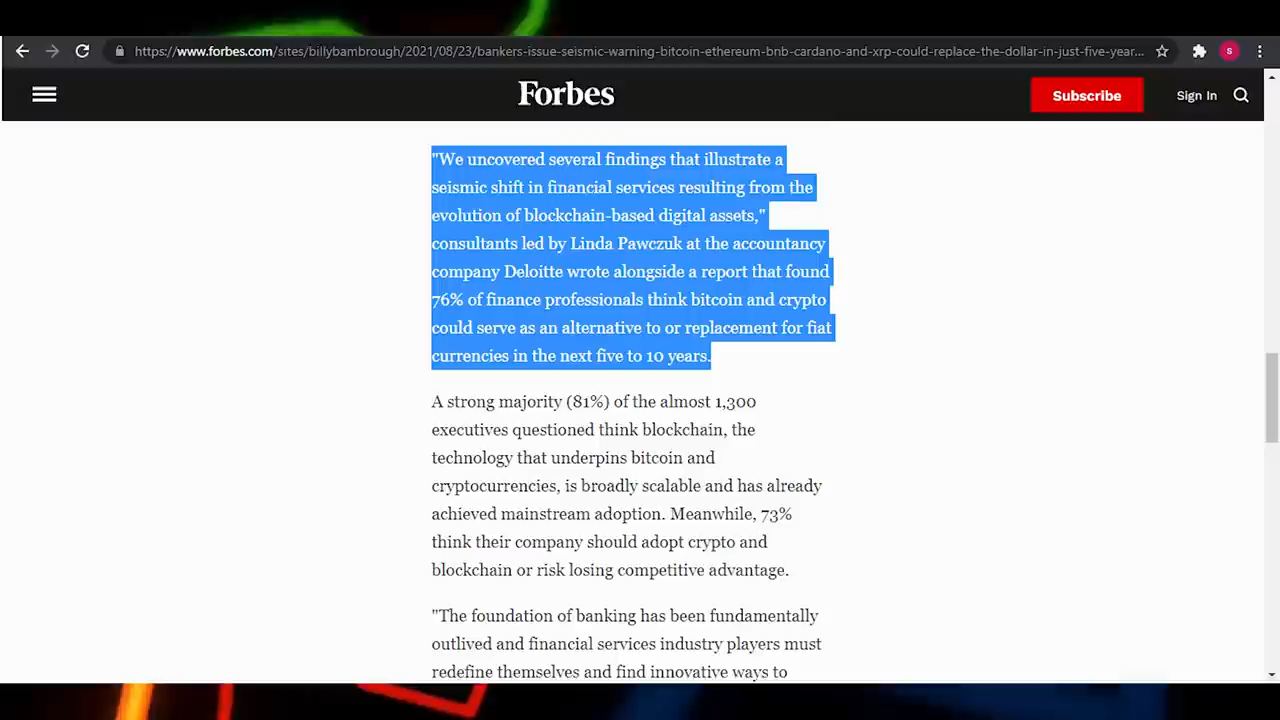 https://www.forbes.com/sites/billybambrough/2021/08/23/bankers-issue-seismic-warning-bitcoin-ethereum-bnb-cardano-and-xrp-could-replace-the-dollar-in-just-five-year...
S
Forbes
Subscribe
Sign In
"We uncovered several findings that illustrate a
seismic shift in financial services resulting from the
evolution of blockchain-based digital assets,"
consultants led by Linda Pawczuk at the accountancy
company Deloitte wrote alongside a report that found
76% of finance professionals think bitcoin and crypto
could serve as an alternative to or replacement for fiat
currencies in the next five to 10 years.
A strong majority (81%) of the almost 1,300
executives questioned think blockchain, the
technology that underpins bitcoin and
cryptocurrencies, is broadly scalable and has already
achieved mainstream adoption. Meanwhile, 73%
think their company should adopt crypto and
blockchain or risk losing competitive advantage.
"The foundation of banking has been fundamentally
outlived and financial services industry players must
redefine themselves and find innovative ways to